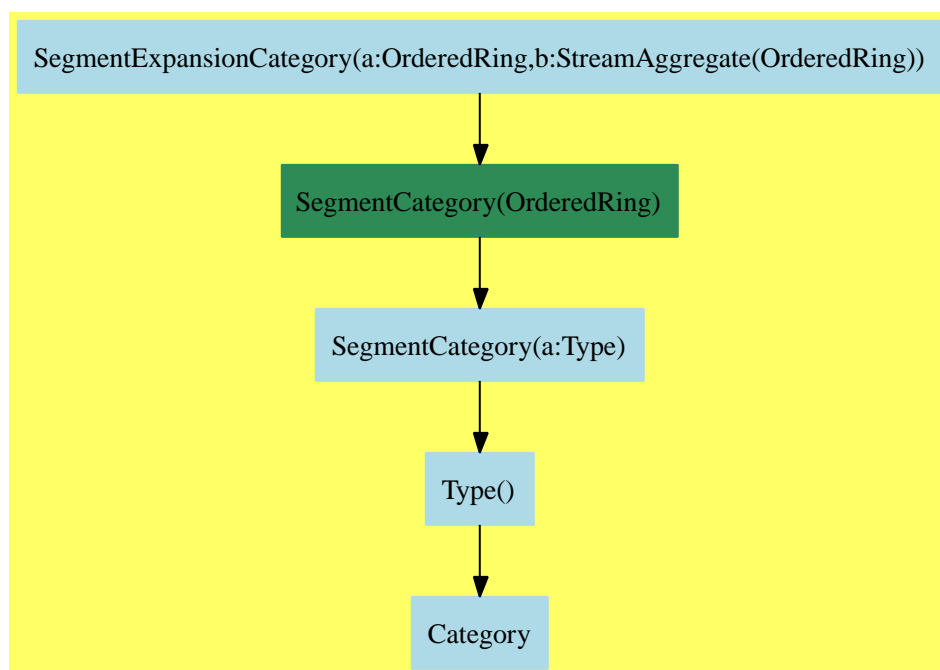 SegmentExpansionCategory(a:OrderedRing,b:StreamAggregate(OrderedRing))
SegmentCategory(OrderedRing)
SegmentCategory(a:Type)
Type()
Category